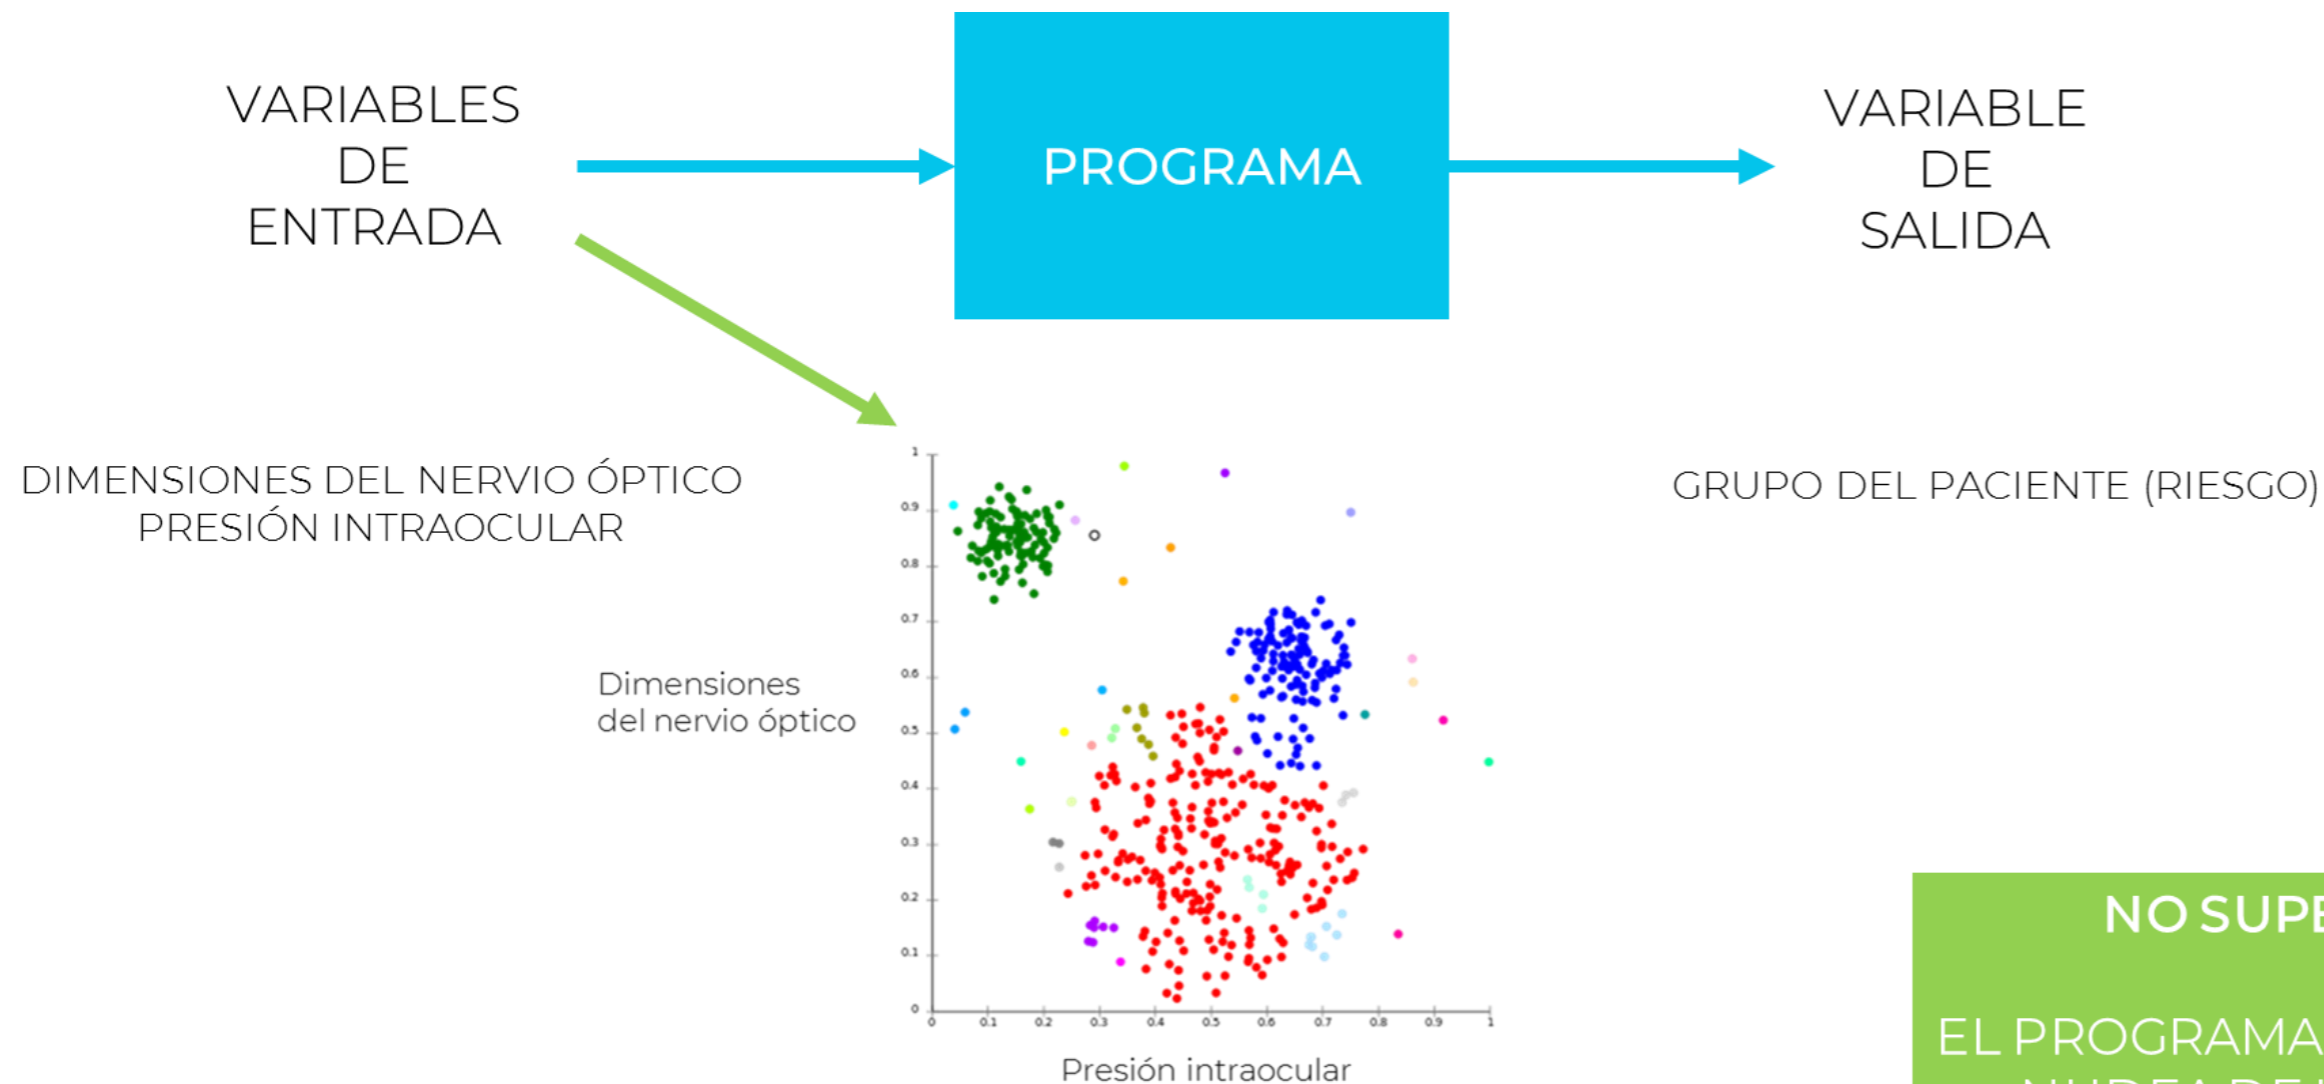 VARIABLES
DE
ENTRADA
PROGRAMA
VARIABLE
DE
SALIDA
DIMENSIONES DEL NERVIO ÓPTICO
PRESIÓN INTRAOCULAR
GRUPO DEL PACIENTE (RIESGO)
Dimensiones
del nervio óptico
1
0.9
0.8
0.7
0.6
0.5
0.4
0.3
0.2
0.1
0
0 0.1 0.2 0.3 0.4 0.5 0.6 0.7 0.8 0.9 1
Presión intraocular
NO SUPE
EL PROGRAMA